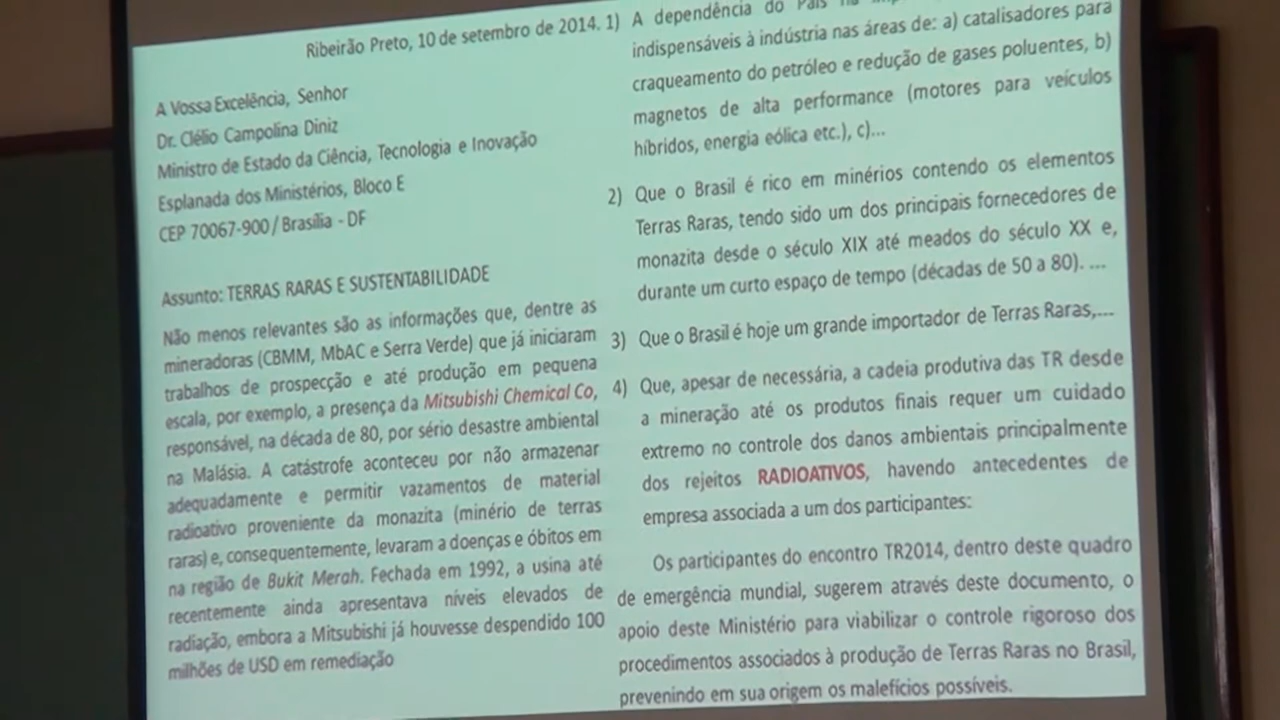 Ribeirão Preto, 10 de setembro de 2014.
A Vossa Excelência, Senhor
Dr. Clélio Campolina Diniz
Ministro de Estado da Ciência, Tecnologia e Inovação
Esplanada dos Ministérios, Bloco E
CEP 70067-900 / Brasília - DF
Assunto: TERRAS RARAS E SUSTENTABILIDADE
Não menos relevantes são as informações que, dentre as
mineradoras (CBMM, MbAC e Serra Verde) que já iniciaram
trabalhos de prospecção e até produção em pequena
escala, por exemplo, a presença da Mitsubishi Chemical Co,
responsável, na década de 80, por sério desastre ambiental
na Malásia. A catástrofe aconteceu por não armazenar
adequadamente e permitir vazamentos de material
radioativo proveniente da monazita (minério de terras
raras) e, consequentemente, levaram a doenças e óbitos em
na região de Bukit Merah. Fechada em 1992, a usina até
recentemente ainda apresentava níveis elevados de
radiação, embora a Mitsubishi já houvesse despendido 100
milhões de USD em remediação
1) A dependência do País
indispensáveis à indústria nas áreas de: a) catalisadores para
craqueamento do petróleo e redução de gases poluentes, b)
magnetos de alta performance (motores para veículos
híbridos, energia eólica etc.), c)...
2) Que o Brasil é rico em minérios contendo os elementos
Terras Raras, tendo sido um dos principais fornecedores de
monazita desde o século XIX até meados do século XX e,
durante um curto espaço de tempo (décadas de 50 a 80). ...
3) Que o Brasil é hoje um grande importador de Terras Raras,...
4) Que, apesar de necessária, a cadeia produtiva das TR desde
a mineração até os produtos finais requer um cuidado
extremo no controle dos danos ambientais principalmente
dos rejeitos RADIOATIVOS, havendo antecedentes de
empresa associada a um dos participantes:
Os participantes do encontro TR2014, dentro deste quadro
de emergência mundial, sugerem através deste documento, o
apoio deste Ministério para viabilizar o controle rigoroso dos
procedimentos associados à produção de Terras Raras no Brasil,
prevenindo em sua origem os malefícios possíveis.